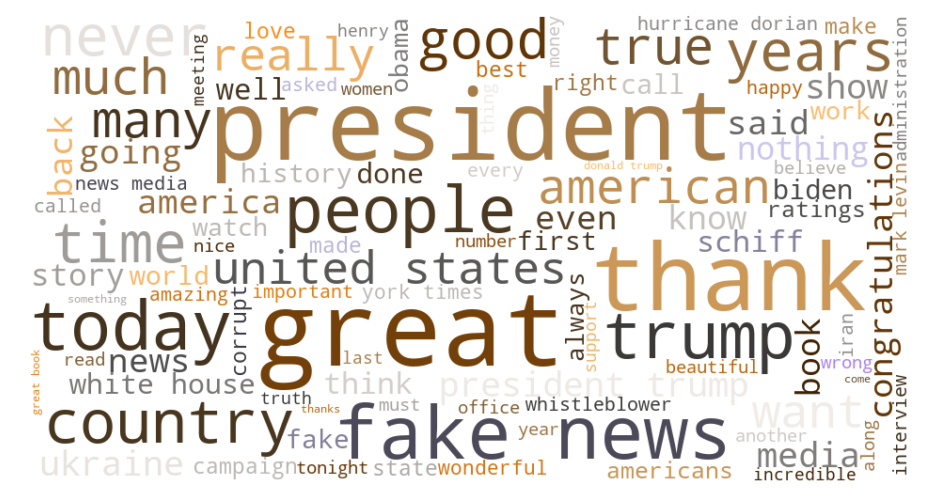 never
love
henry
hurricane dorian
make
really
good
true
years
meeting
obama
money
much
well
asked
women
best
right
call
happy
show
administration
many
president
said
work
back
going
thing
nothing
news media
history
done
every
donald trump
believe
called
america
people
american
biden
ratings
time
watch
nice
made
even
number
first
know
schiff
congratulations
mark levin
story
world
united states
thank
something
amazing
important
york times
always
today
great
trump
book
iran
corrupt
support
read
news
last
beautiful
wrong
great book
white house
think
president trump
come
truth
thanks
must
office
whistleblower
want
country
fake
fake news
year
another
media
interview
along
ukraine
campaign
tonight
state
wonderful
americans
incredible